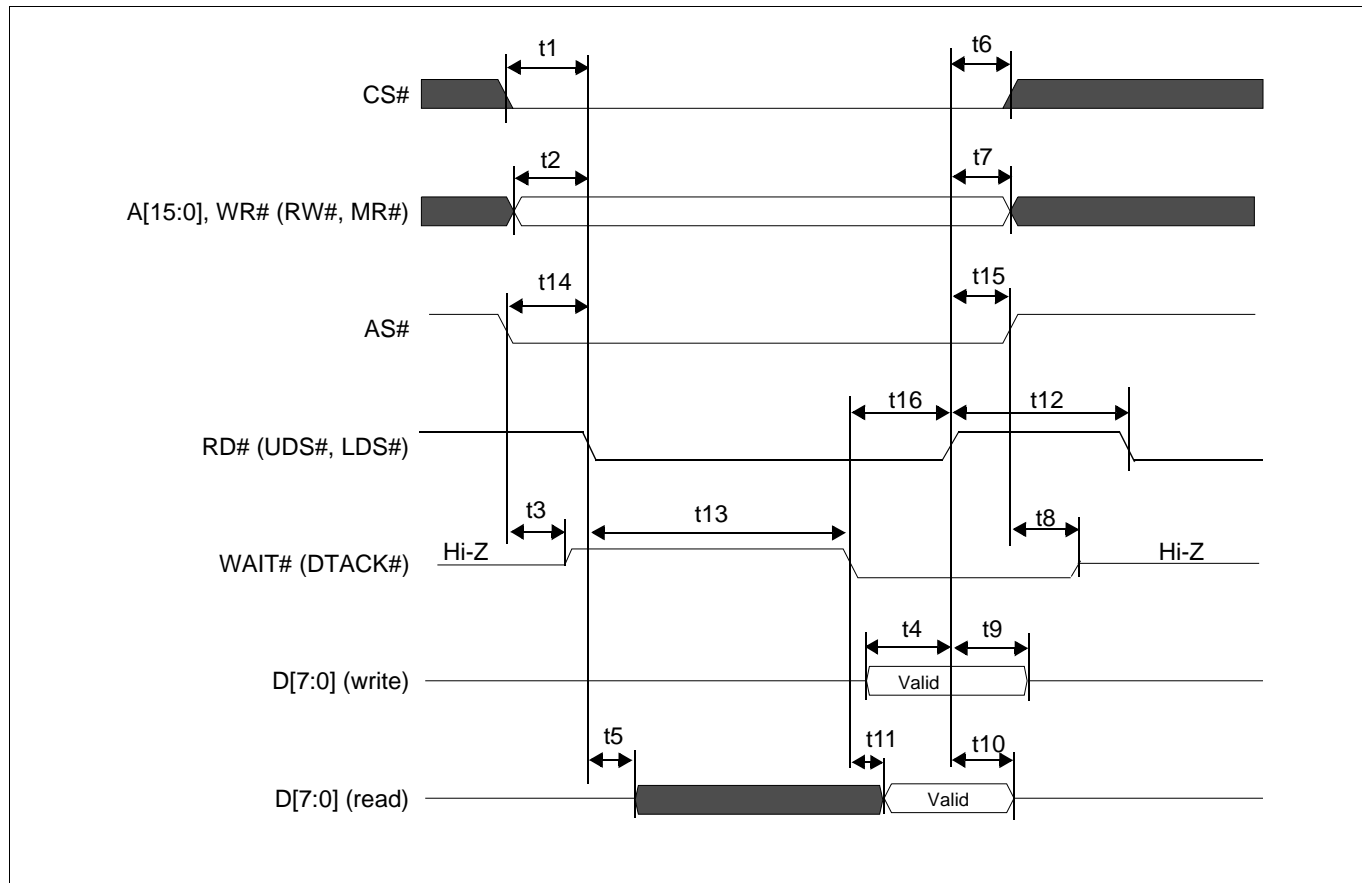 t1
t6
CS#
t2
t7
A[15:0], WR# (RW#, MR#)
t14
t15
AS#
t16
t12
RD# (UDS#, LDS#)
t3
t13
t8
WAIT# (DTACK#)
Hi-Z
Hi-Z
t4
t9
D[7:0] (write)
Valid
t5
t11
t10
D[7:0] (read)
Valid